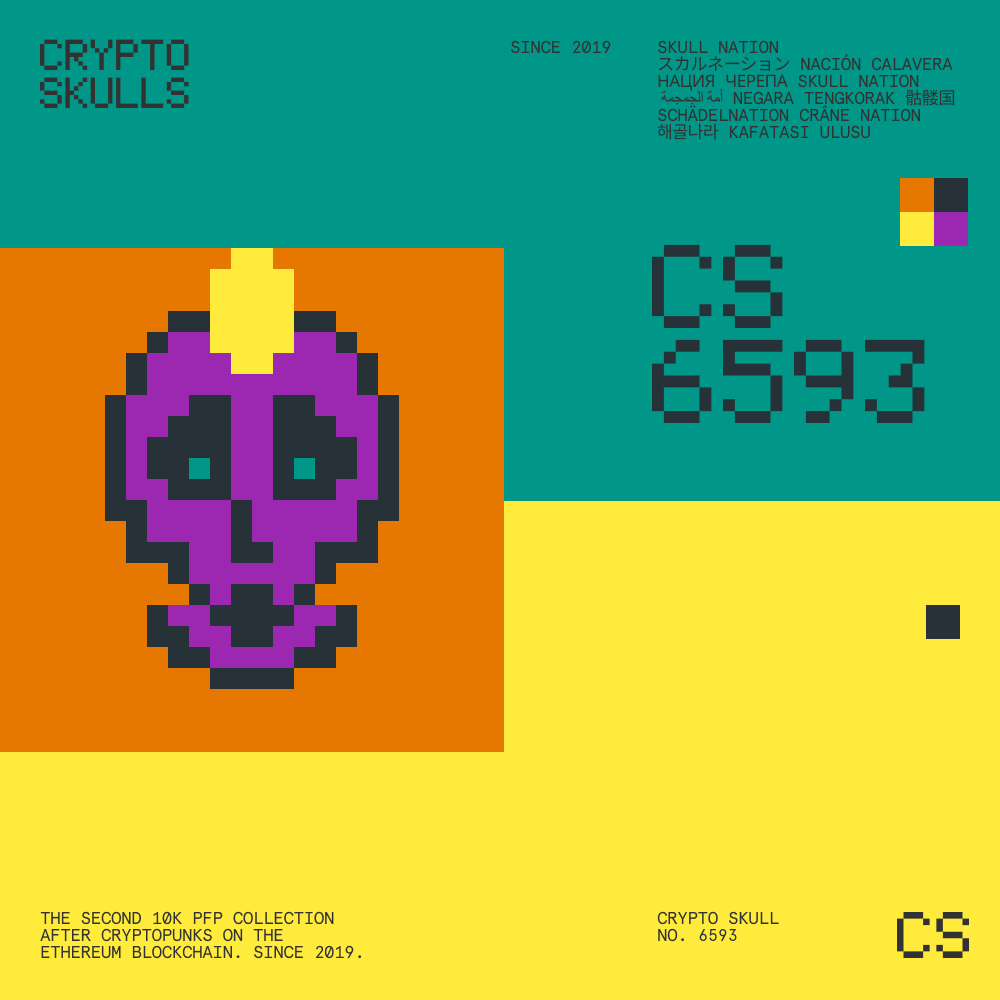 CRYPTO
SKULLS
SINCE 2019
SKULL NATION
スカルネーション NACIÓN CALAVERA
НАЦИЯ ЧЕРЕПА SKULL NATION
أمة الجمجمة NEGARA TENGKORAK 骷髅国
SCHÄDELNATION CRÂNE NATION
해골나라 KAFATASI ULUSU
CS
6593
THE SECOND 10K PFP COLLECTION
AFTER CRYPTOPUNKS ON THE
ETHEREUM BLOCKCHAIN. SINCE 2019.
CRYPTO SKULL
NO. 6593
CS